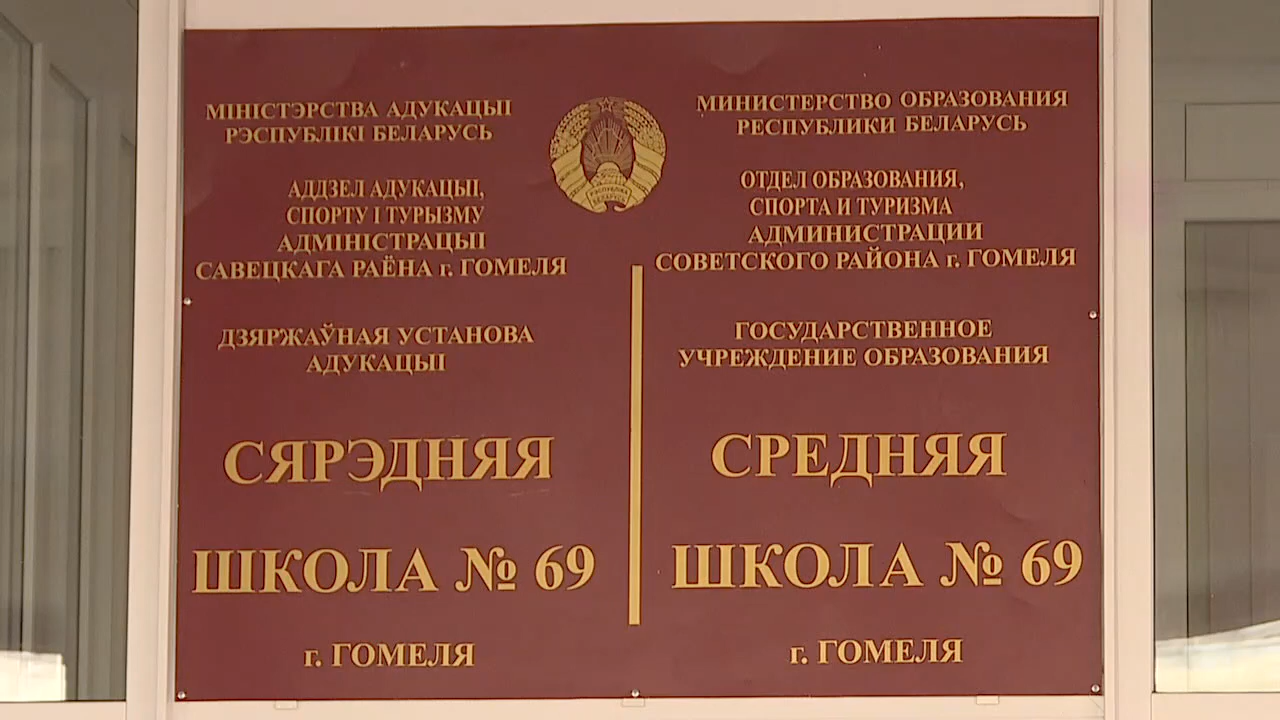 МІНІСТЭРСТВА АДУКАЦЫІ
РЭСПУБЛІКІ БЕЛАРУСЬ
АДДЗЕЛ АДУКАЦЫІ,
СПОРТУ І ТУРЫЗМУ
АДМІНІСТРАЦЫІ
САВЕЦКАГА РАЁНА г. ГОМЕЛЯ
ДЗЯРЖАЎНАЯ УСТАНОВА
АДУКАЦЫІ
СЯРЭДНЯЯ
ШКОЛА № 69
г. ГОМЕЛЯ
РЭСПУБЛІКА
БЕЛАРУСЬ
МИНИСТЕРСТВО ОБРАЗОВАНИЯ
РЕСПУБЛИКИ БЕЛАРУСЬ
ОТДЕЛ ОБРАЗОВАНИЯ,
СПОРТА И ТУРИЗМА
АДМИНИСТРАЦИИ
СОВЕТСКОГО РАЙОНА г. ГОМЕЛЯ
ГОСУДАРСТВЕННОЕ
УЧРЕЖДЕНИЕ ОБРАЗОВАНИЯ
СРЕДНЯЯ
ШКОЛА № 69
г. ГОМЕЛЯ